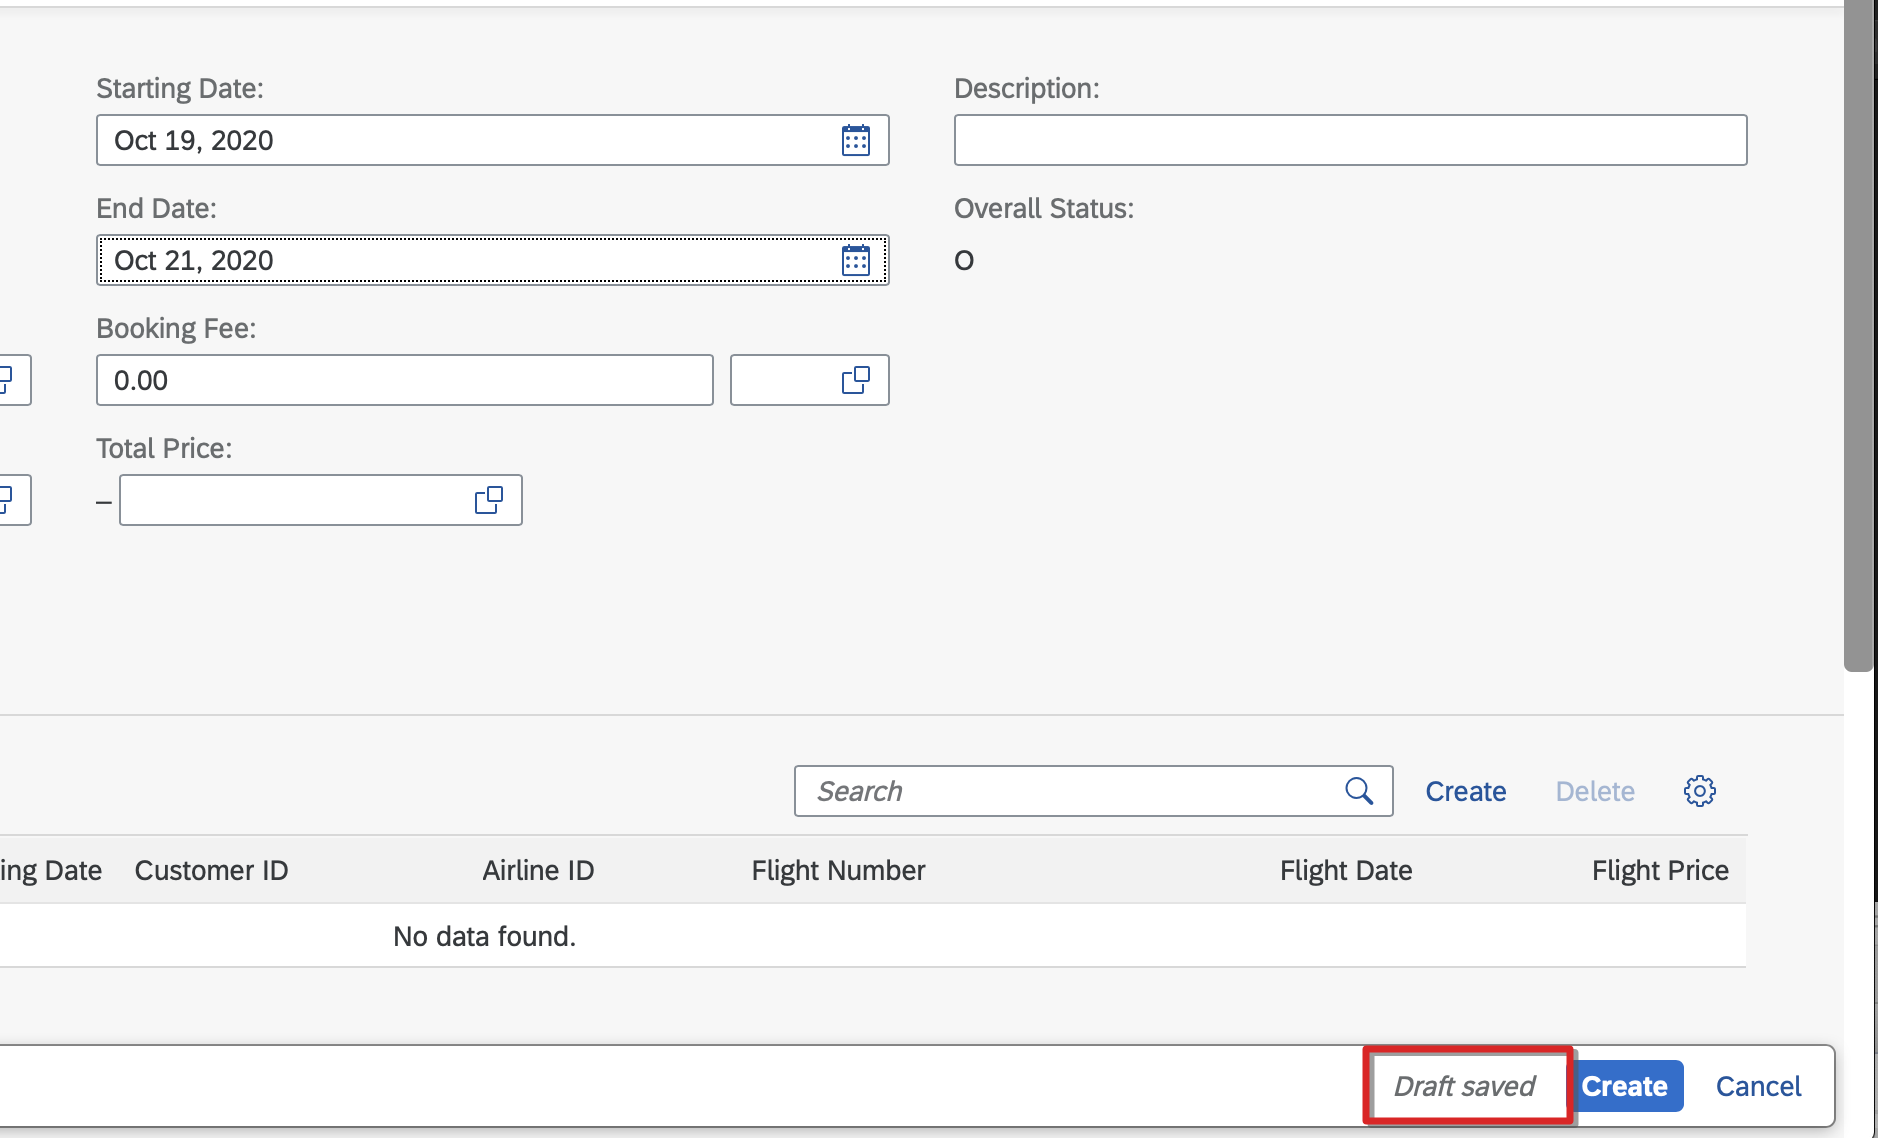 Starting Date:
Description:
Oct 19, 2020
End Date:
Overall Status:
Oct 21, 2020
O
Booking Fee:
0.00
Total Price:
–
Search
Create
Delete
ing Date
Customer ID
Airline ID
Flight Number
Flight Date
Flight Price
No data found.
Draft saved
Create
Cancel